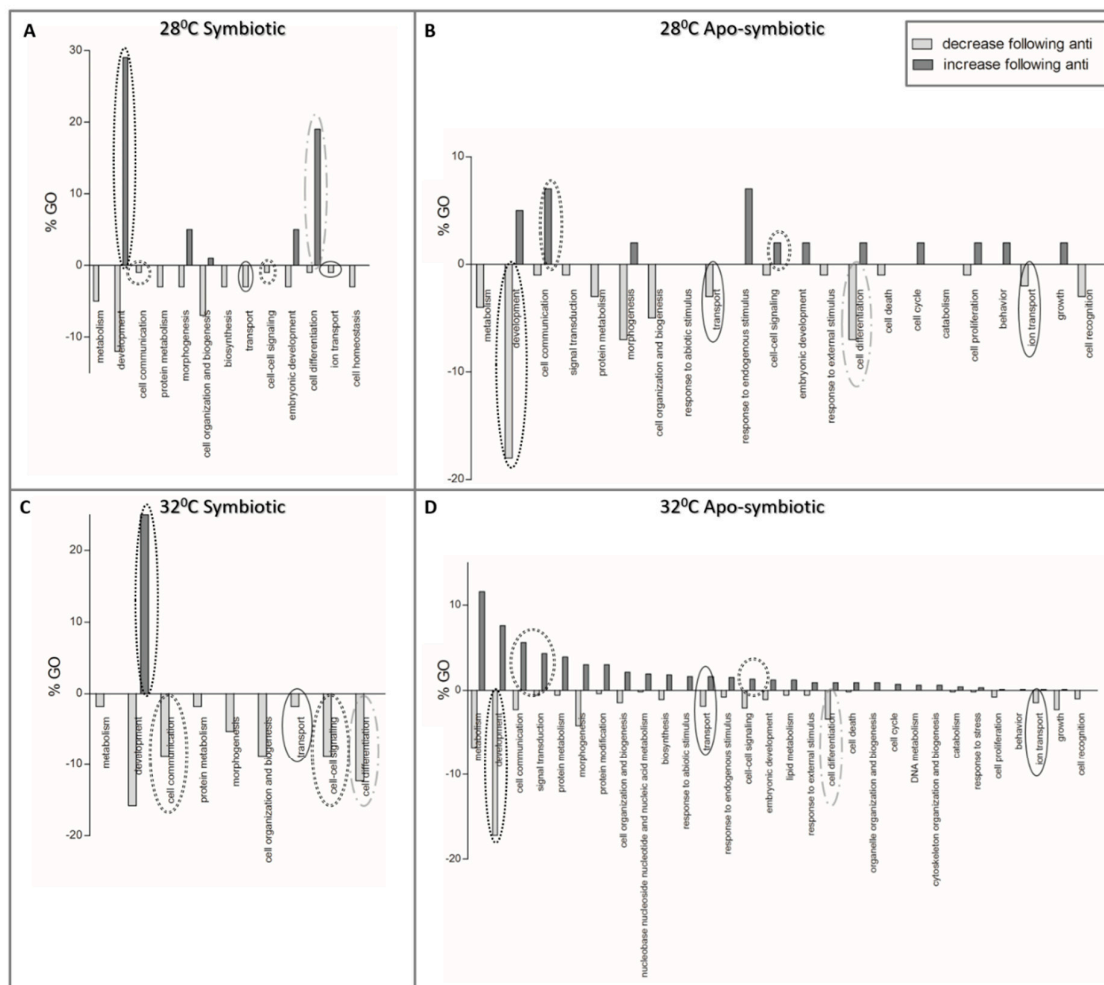 A
28⁰C Symbiotic
% GO
30
20
10
0
-10
metabolism
development
cell communication
protein metabolism
morphogenesis
cell organization and biogenesis
biosynthesis
transport
cell-cell signaling
embryonic development
cell differentiation
ion transport
cell homeostasis
B
28⁰C Apo-symbiotic
decrease following anti
increase following anti
% GO
10
0
-10
-20
metabolism
development
cell communication
signal transduction
protein metabolism
morphogenesis
cell organization and biogenesis
response to abiotic stimulus
transport
response to endogenous stimulus
cell-cell signaling
embryonic development
response to external stimulus
cell differentiation
cell death
cell cycle
catabolism
cell proliferation
behavior
ion transport
growth
cell recognition
C
32⁰C Symbiotic
% GO
20
10
0
-10
-20
metabolism
development
cell communication
protein metabolism
morphogenesis
cell organization and biogenesis
transport
cell-cell signaling
cell differentiation
D
32⁰C Apo-symbiotic
% GO
10
0
-10
-20
metabolism
development
cell communication
signal transduction
protein metabolism
morphogenesis
protein modification
cell organization and biogenesis
nucleobase nucleoside nucleotide and nucleic acid metabolism
biosynthesis
response to abiotic stimulus
transport
response to endogenous stimulus
cell-cell signaling
embryonic development
lipid metabolism
response to external stimulus
cell differentiation
cell death
organelle organization and biogenesis
cell cycle
DNA metabolism
cytoskeleton organization and biogenesis
catabolism
response to stress
cell proliferation
behavior
ion transport
growth
cell recognition